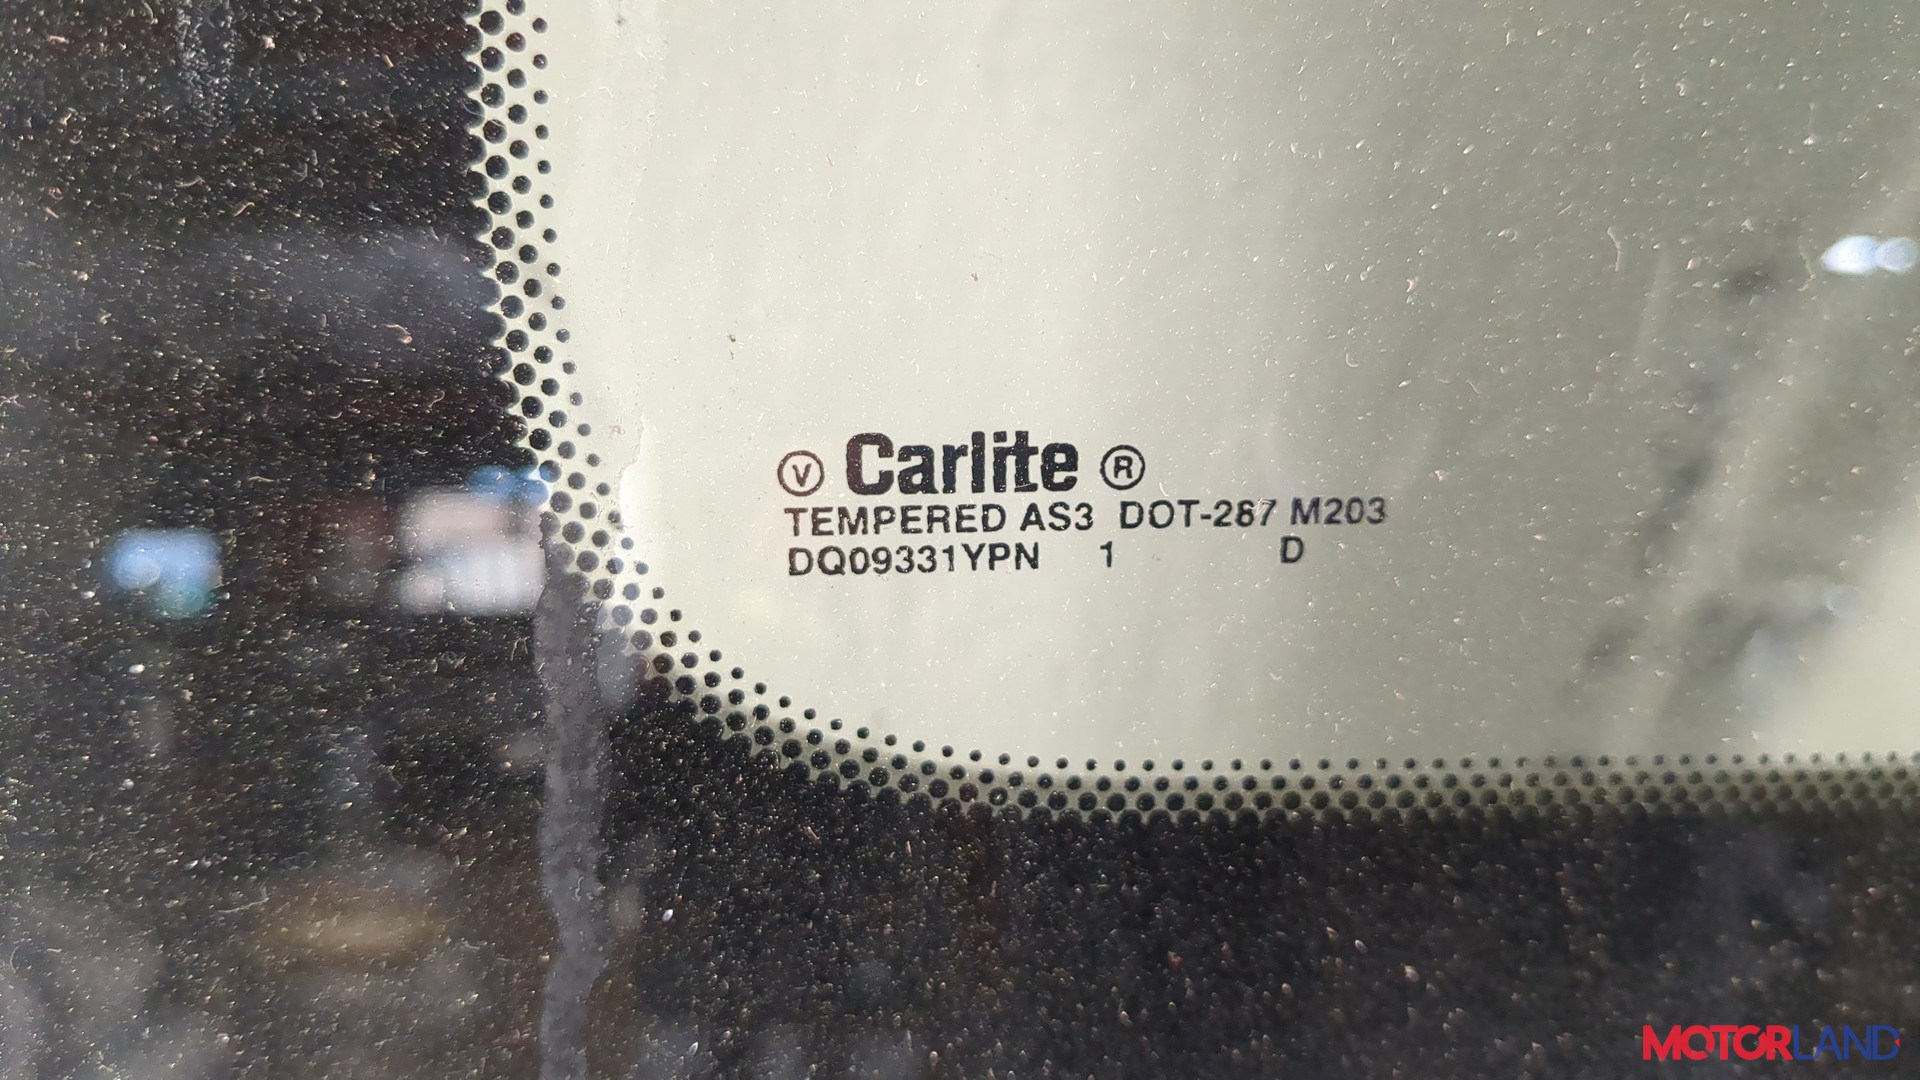 Ⓥ Carlite ®
TEMPERED AS3 DOT-287 M203
DQ09331YPN 1 D
MOTORLAND